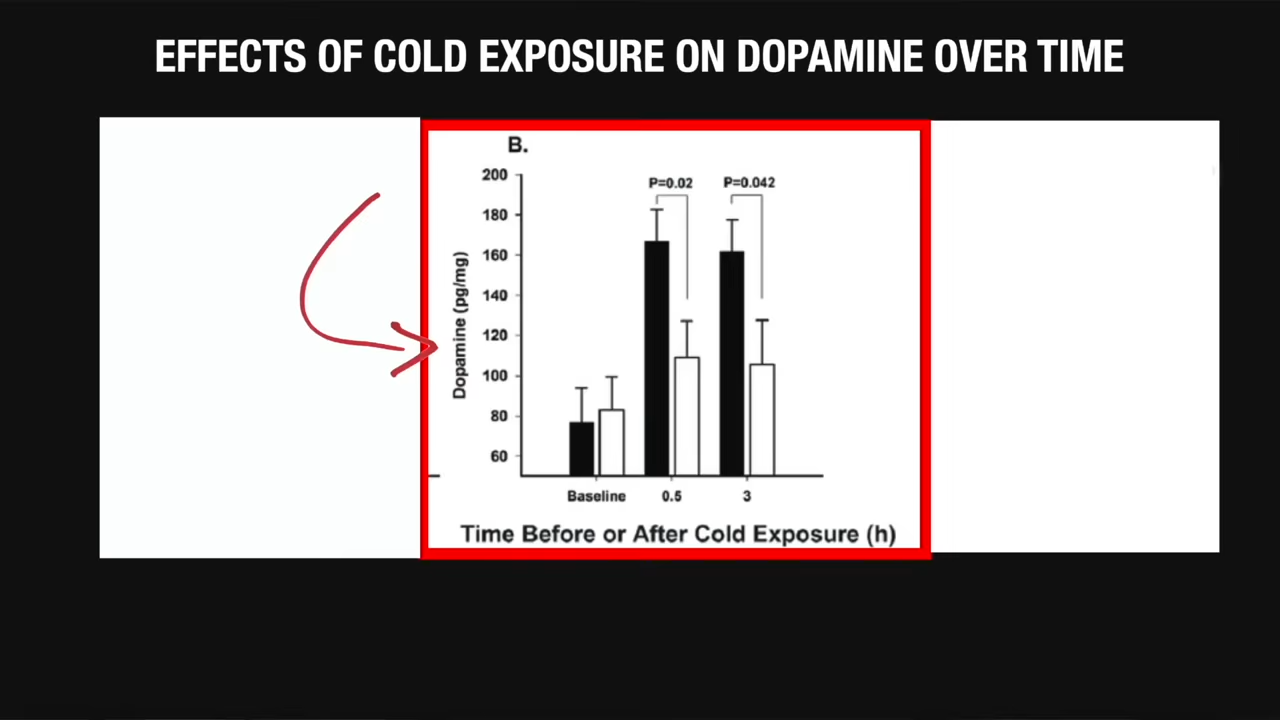 EFFECTS OF COLD EXPOSURE ON DOPAMINE OVER TIME
B.
200
180
160
140
120
100
80
60
Dopamine (pg/mg)
P=0.02 P=0.042
Baseline 0.5 3
Time Before or After Cold Exposure (h)